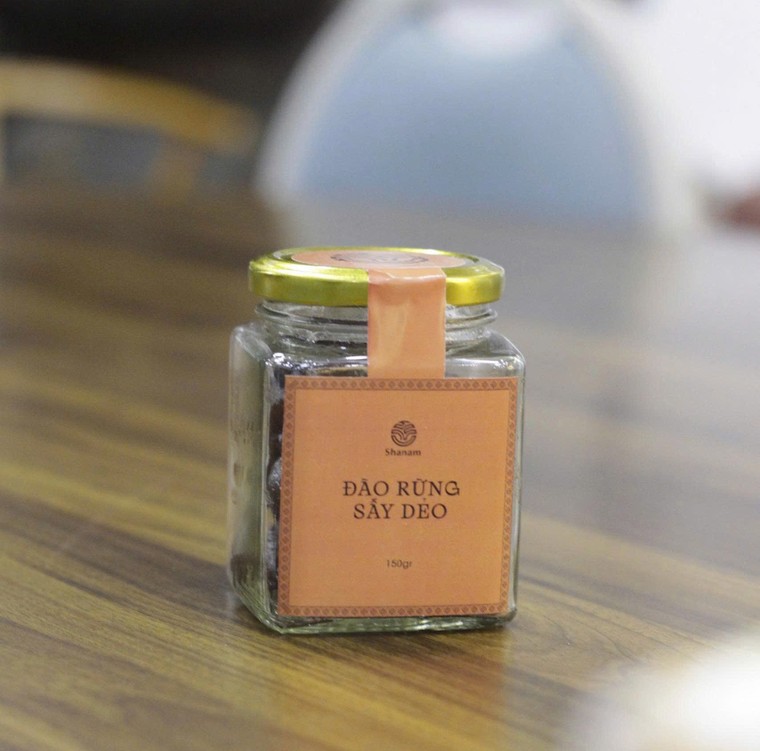 Shanam
ĐÀO RỪNG
SẤY DẺO
150gr